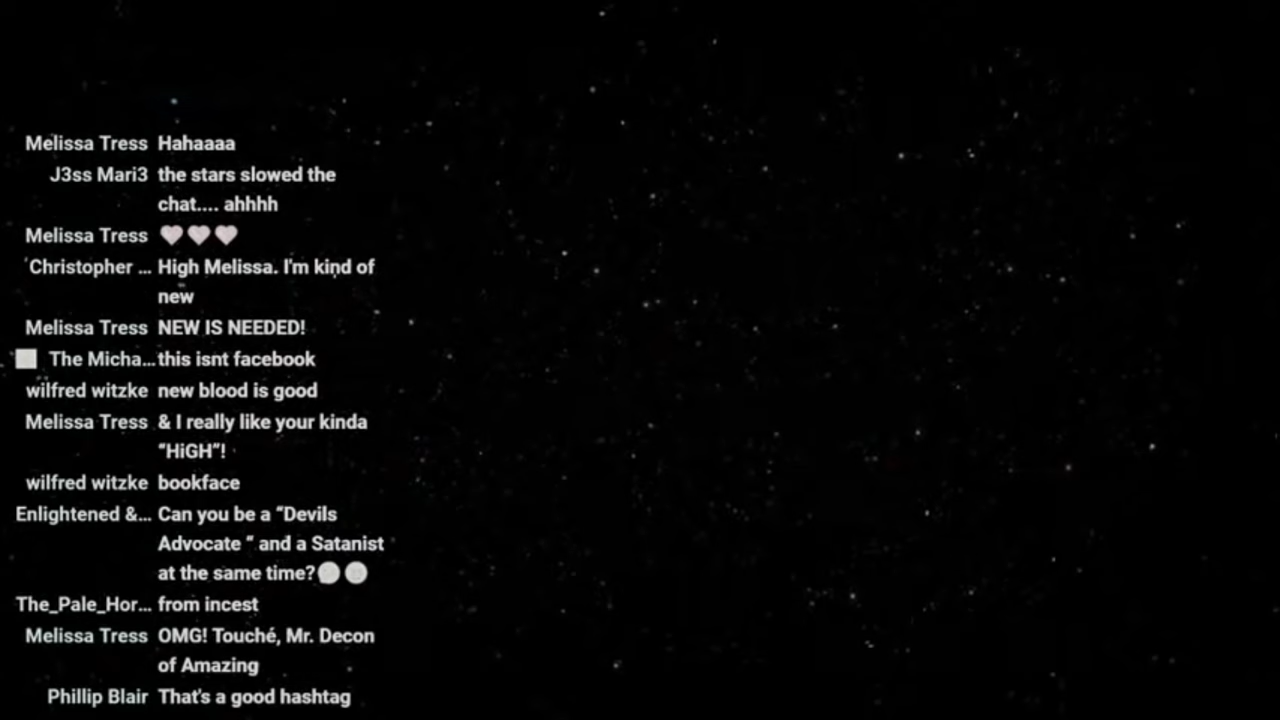 Melissa Tress Hahaaaa
J3ss Mari3 the stars slowed the
chat.... ahhhh
Melissa Tress
Christopher ... High Melissa. I'm kind of
new
Melissa Tress NEW IS NEEDED!
The Micha... this isnt facebook
wilfred witzke new blood is good
Melissa Tress & I really like your kinda
“HiGH”!
wilfred witzke bookface
Enlightened &... Can you be a “Devils
Advocate “ and a Satanist
at the same time?
The_Pale_Hor... from incest
Melissa Tress OMG! Touché, Mr. Decon
of Amazing
Phillip Blair That's a good hashtag